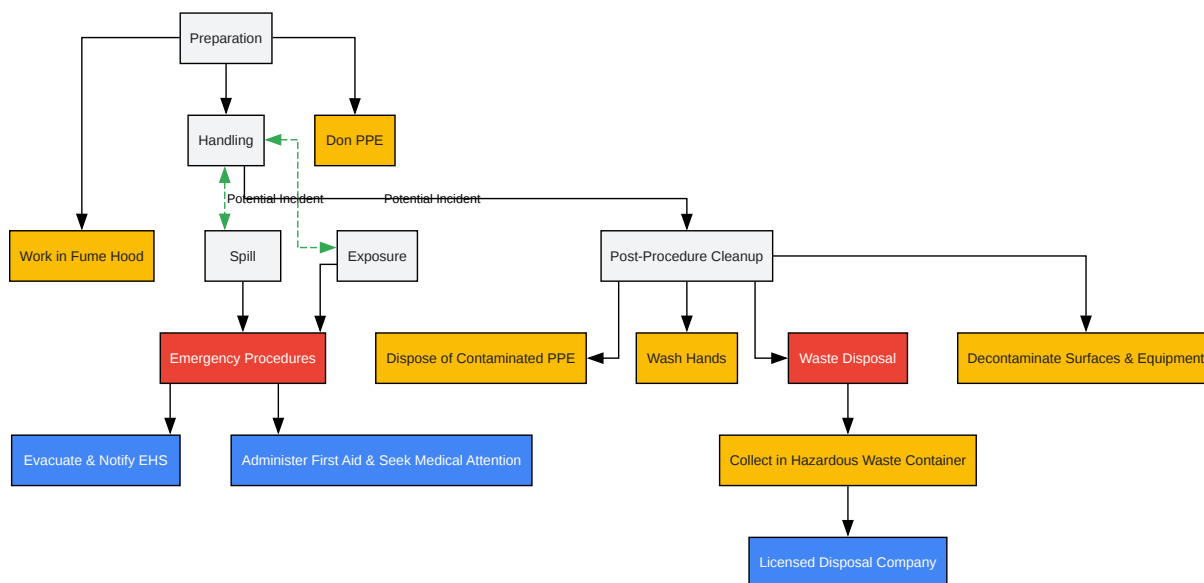 Preparation
Handling
Don PPE
Potential Incident
Potential Incident
Work in Fume Hood
Spill
Exposure
Post-Procedure Cleanup
Emergency Procedures
Dispose of Contaminated PPE
Wash Hands
Waste Disposal
Decontaminate Surfaces & Equipment
Evacuate & Notify EHS
Administer First Aid & Seek Medical Attention
Collect in Hazardous Waste Container
Licensed Disposal Company